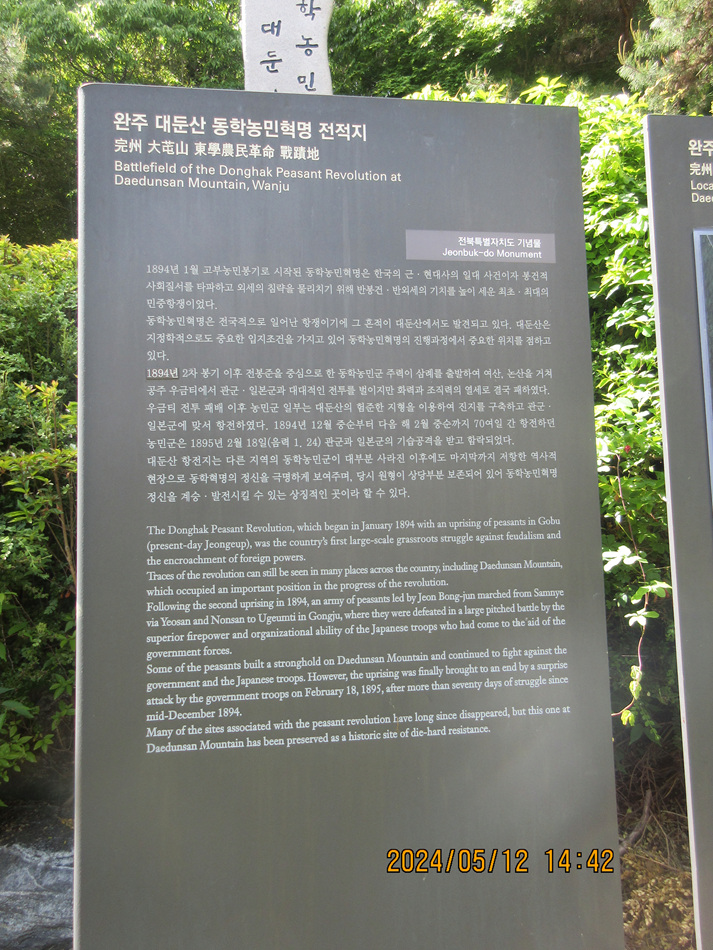 학농민
대둔
완주 대둔산 동학농민혁명 전적지
完州 大芚山 東學農民革命 戰蹟地
Battlefield of the Donghak Peasant Revolution at
Daedunsan Mountain, Wanju
전북특별자치도 기념물
Jeonbuk-do Monument
1894년 1월 고부농민봉기로 시작된 동학농민혁명은 한국의 근 · 현대사의 일대 사건이자 봉건적
사회질서를 타파하고 외세의 침략을 물리치기 위해 반봉건 · 반외세의 기치를 높이 세운 최초 · 최대의
민중항쟁이었다.
동학농민혁명은 전국적으로 일어난 항쟁이기에 그 흔적이 대둔산에서도 발견되고 있다. 대둔산은
지정학적으로도 중요한 입지조건을 가지고 있어 동학농민혁명의 진행과정에서 중요한 위치를 점하고
있다.
1894년 2차 봉기 이후 전봉준을 중심으로 한 동학농민군 주력이 삼례를 출발하여 여산, 논산을 거쳐
공주 우금티에서 관군 · 일본군과 대대적인 전투를 벌이지만 화력과 조직력의 열세로 결국 패하였다.
우금티 전투 패배 이후 농민군 일부는 대둔산의 험준한 지형을 이용하여 진지를 구축하고 관군 ·
일본군에 맞서 항전하였다. 1894년 12월 중순부터 다음 해 2월 중순까지 70여일 간 항전하던
농민군은 1895년 2월 18일(음력 1. 24) 관군과 일본군의 기습공격을 받고 함락되었다.
대둔산 항전지는 다른 지역의 동학농민군이 대부분 사라진 이후에도 마지막까지 저항한 역사적
현장으로 동학혁명의 정신을 극명하게 보여주며, 당시 원형이 상당부분 보존되어 있어 동학농민혁명
정신을 계승 · 발전시킬 수 있는 상징적인 곳이라 할 수 있다.
The Donghak Peasant Revolution, which began in January 1894 with an uprising of peasants in Gobu
(present-day Jeongeup), was the country's first large-scale grassroots struggle against feudalism and
the encroachment of foreign powers.
Traces of the revolution can still be seen in many places across the country, including Daedunsan Mountain,
which occupied an important position in the progress of the revolution.
Following the second uprising in 1894, an army of peasants led by Jeon Bong-jun marched from Samnye
via Yeosan and Nonsan to Ugeumti in Gongju, where they were defeated in a large pitched battle by the
superior firepower and organizational ability of the Japanese troops who had come to the aid of the
government forces.
Some of the peasants built a stronghold on Daedunsan Mountain and continued to fight against the
government and the Japanese troops. However, the uprising was finally brought to an end by a surprise
attack by the government troops on February 18, 1895, after more than seventy days of struggle since
mid-December 1894.
Many of the sites associated with the peasant revolution have long since disappeared, but this one at
Daedunsan Mountain has been preserved as a historic site of die-hard resistance.
완주
完州
Loca
Daed
2024/05/12 14:42